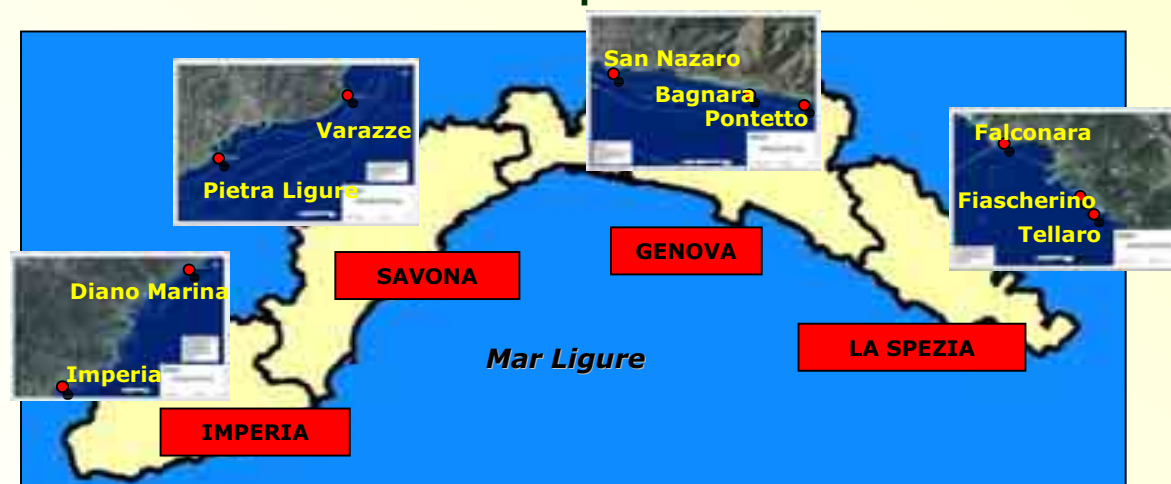 San Nazaro
Bagnara
Pontetto
Varazze
Pietra Ligure
Falconara
Fiascherino
Tellaro
Diano Marina
Imperia
GENOVA
SAVONA
LA SPEZIA
Mar Ligure
IMPERIA